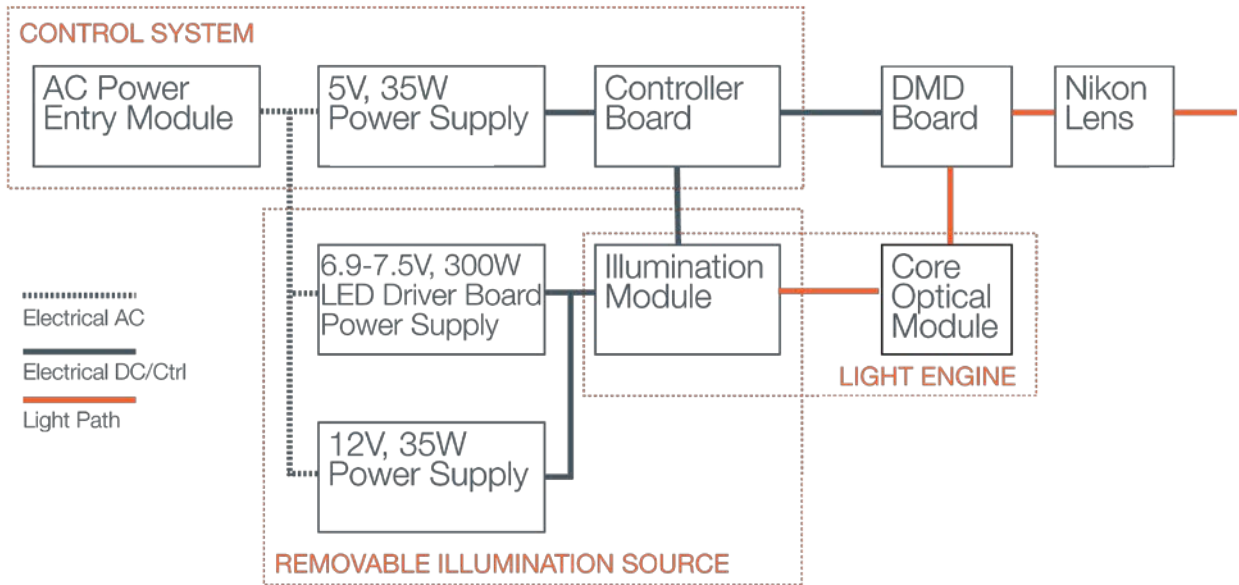 CONTROL SYSTEM
AC Power
Entry Module
5V, 35W
Power Supply
Controller
Board
DMD
Board
Nikon
Lens
6.9-7.5V, 300W
LED Driver Board
Power Supply
Illumination
Module
Core
Optical
Module
Electrical AC
Electrical DC/Ctrl
Light Path
LIGHT ENGINE
12V, 35W
Power Supply
REMOVABLE ILLUMINATION SOURCE